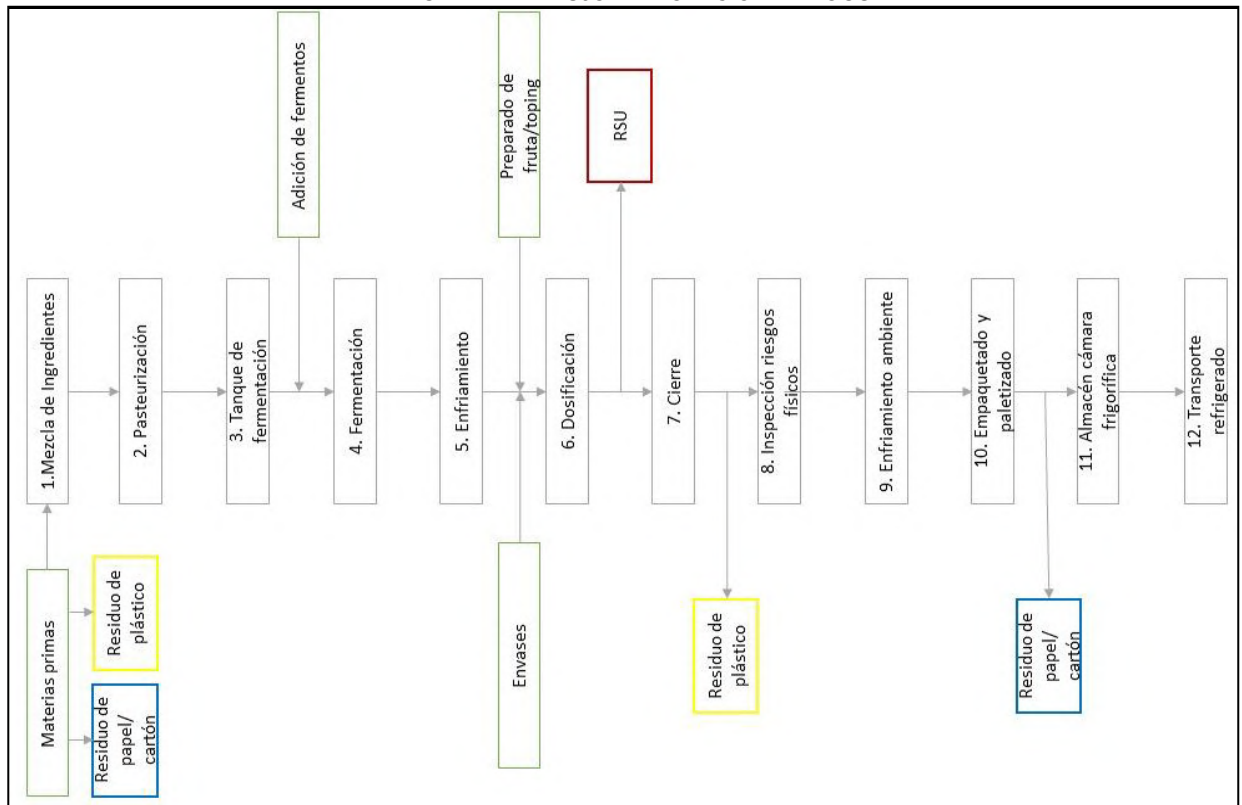 Materias primas
Residuo de
papel/
cartón
Residuo de
plástico
1.Mezcla de Ingredientes
2. Pasteurización
3. Tanque de
fermentación
Adición de fermentos
4. Fermentación
5. Enfriamiento
Envases
Preparado de
fruta/toping
6. Dosificación
RSU
7. Cierre
Residuo de
plástico
8. Inspección riesgos
físicos
9. Enfriamiento ambiente
10. Empaquetado y
paletizado
Residuo de
papel/
cartón
11. Almacén cámara
frigorífica
12. Transporte
refrigerado